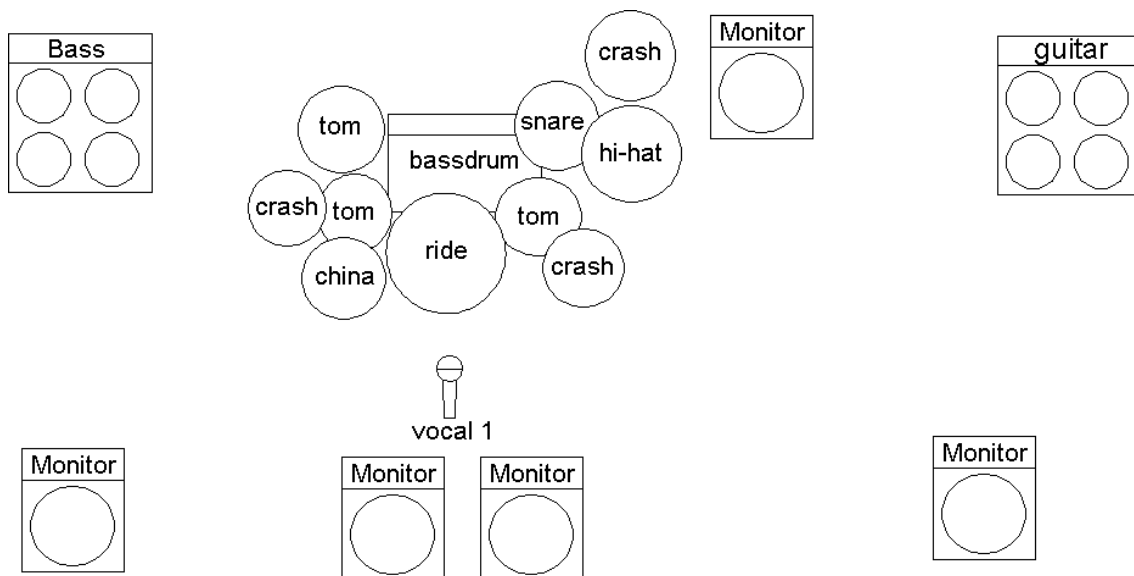 Bass
crash
Monitor
guitar
tom
snare
bassdrum
hi-hat
crash
tom
tom
ride
china
crash
vocal 1
Monitor
Monitor
Monitor
Monitor